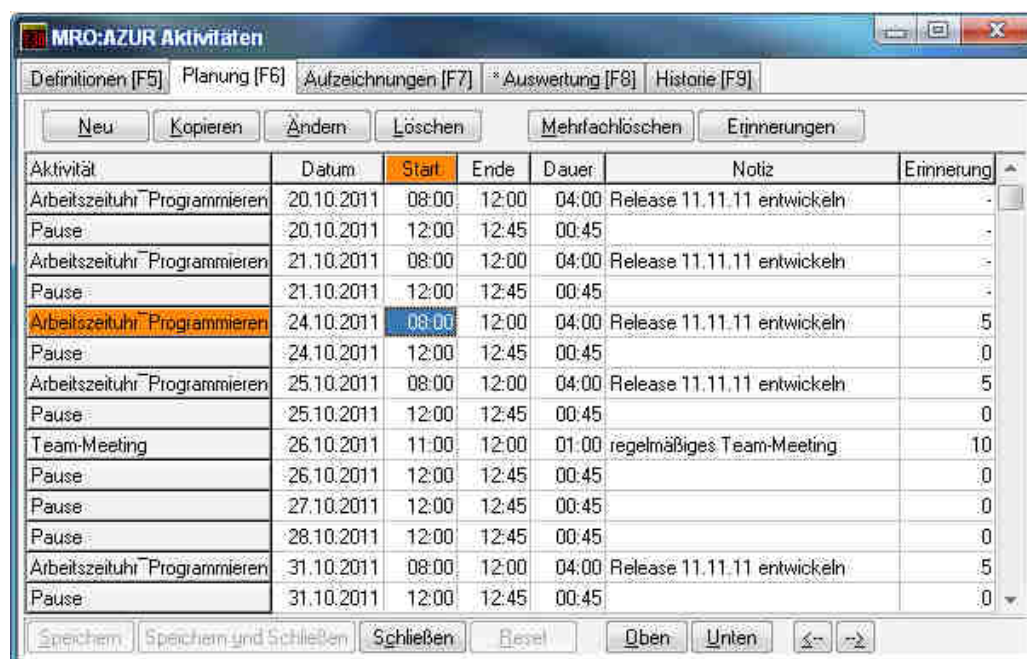 MRO:AZUR Aktivitäten
Definitionen [F5] Planung [F6] Aufzeichnungen [F7] * Auswertung [F8] Historie [F9]
Neu Kopieren Ändern Löschen Mehrfachlöschen Erinnerungen
Aktivität Datum Start Ende Dauer Notiz Erinnerung
Arbeitszeituhr¯Programmieren 20.10.2011 08:00 12:00 04:00 Release 11.11.11 entwickeln -
Pause 20.10.2011 12:00 12:45 00:45 -
Arbeitszeituhr¯Programmieren 21.10.2011 08:00 12:00 04:00 Release 11.11.11 entwickeln -
Pause 21.10.2011 12:00 12:45 00:45 -
Arbeitszeituhr¯Programmieren 24.10.2011 08:00 12:00 04:00 Release 11.11.11 entwickeln 5
Pause 24.10.2011 12:00 12:45 00:45 0
Arbeitszeituhr¯Programmieren 25.10.2011 08:00 12:00 04:00 Release 11.11.11 entwickeln 5
Pause 25.10.2011 12:00 12:45 00:45 0
Team-Meeting 26.10.2011 11:00 12:00 01:00 regelmäßiges Team-Meeting 10
Pause 26.10.2011 12:00 12:45 00:45 0
Pause 27.10.2011 12:00 12:45 00:45 0
Pause 28.10.2011 12:00 12:45 00:45 0
Arbeitszeituhr¯Programmieren 31.10.2011 08:00 12:00 04:00 Release 11.11.11 entwickeln 5
Pause 31.10.2011 12:00 12:45 00:45 0
Speichern Speichern und Schließen Schließen Reset Oben Unten <-- -->